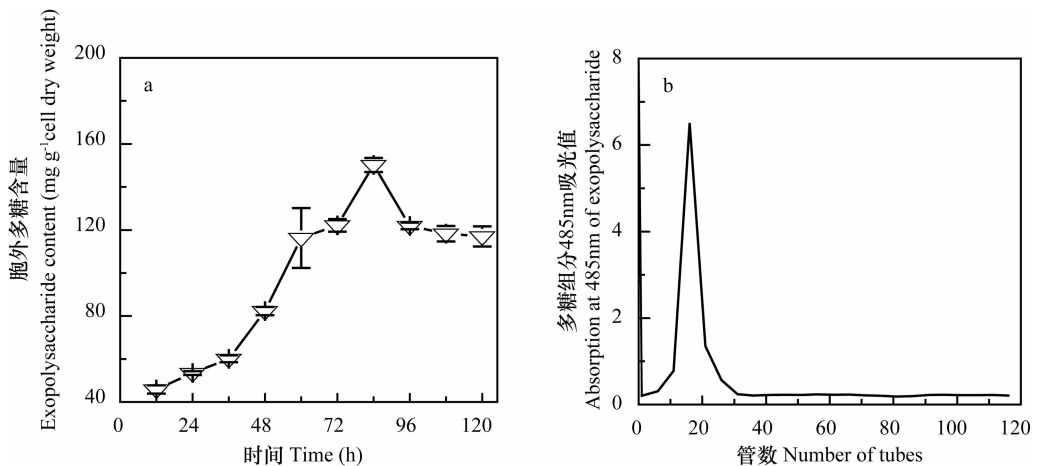 胞外多糖含量
Exopolysaccharide content (mg g⁻¹cell dry weight)
200
160
120
80
40
a
0 24 48 72 96 120
时间 Time (h)
多糖组分485nm吸光值
Absorption at 485nm of exopolysaccharide
8
6
4
2
0
b
0 20 40 60 80 100 120
管数 Number of tubes